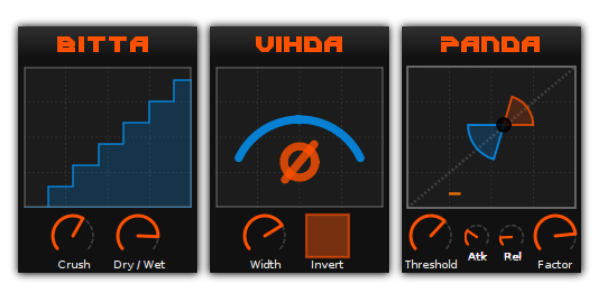 BITTA
Crush
Dry / Wet
VIHDA
Width
Invert
PANDA
Threshold
Atk
Rel
Factor